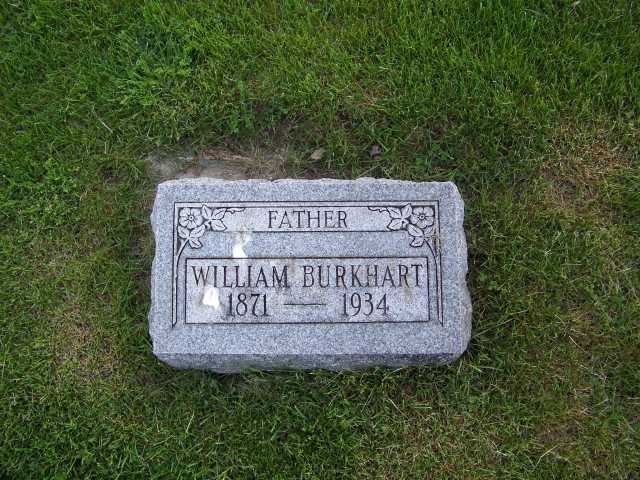 FATHER
WILLIAM BURKHART
1871 — 1934